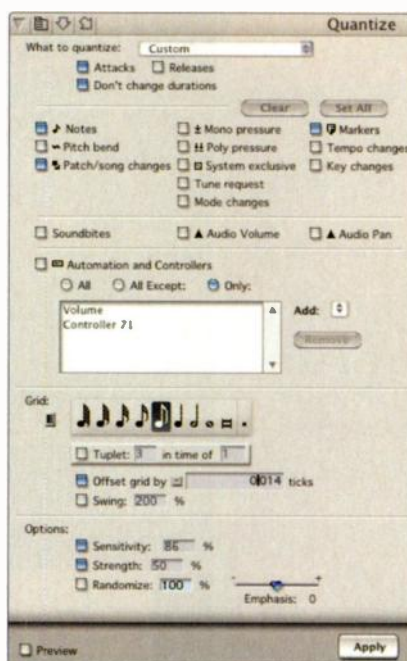 Quantize
What to quantize: Custom
Attacks Releases
Don't change durations
Clear Set All
Notes ± Mono pressure Markers
Pitch bend Poly pressure Tempo changes
Patch/song changes System exclusive Key changes
Tune request
Mode changes
Soundbites Audio Volume Audio Pan
Automation and Controllers
All All Except: Only:
Volume
Controller 71
Add:
Remove
Grid:
Tuplet: 3 in time of 1
Offset grid by 0014 ticks
Swing: 200 %
Options:
Sensitivity: 86 %
Strength: 50 %
Randomize: 100 % - +
Emphasis: 0
Preview Apply